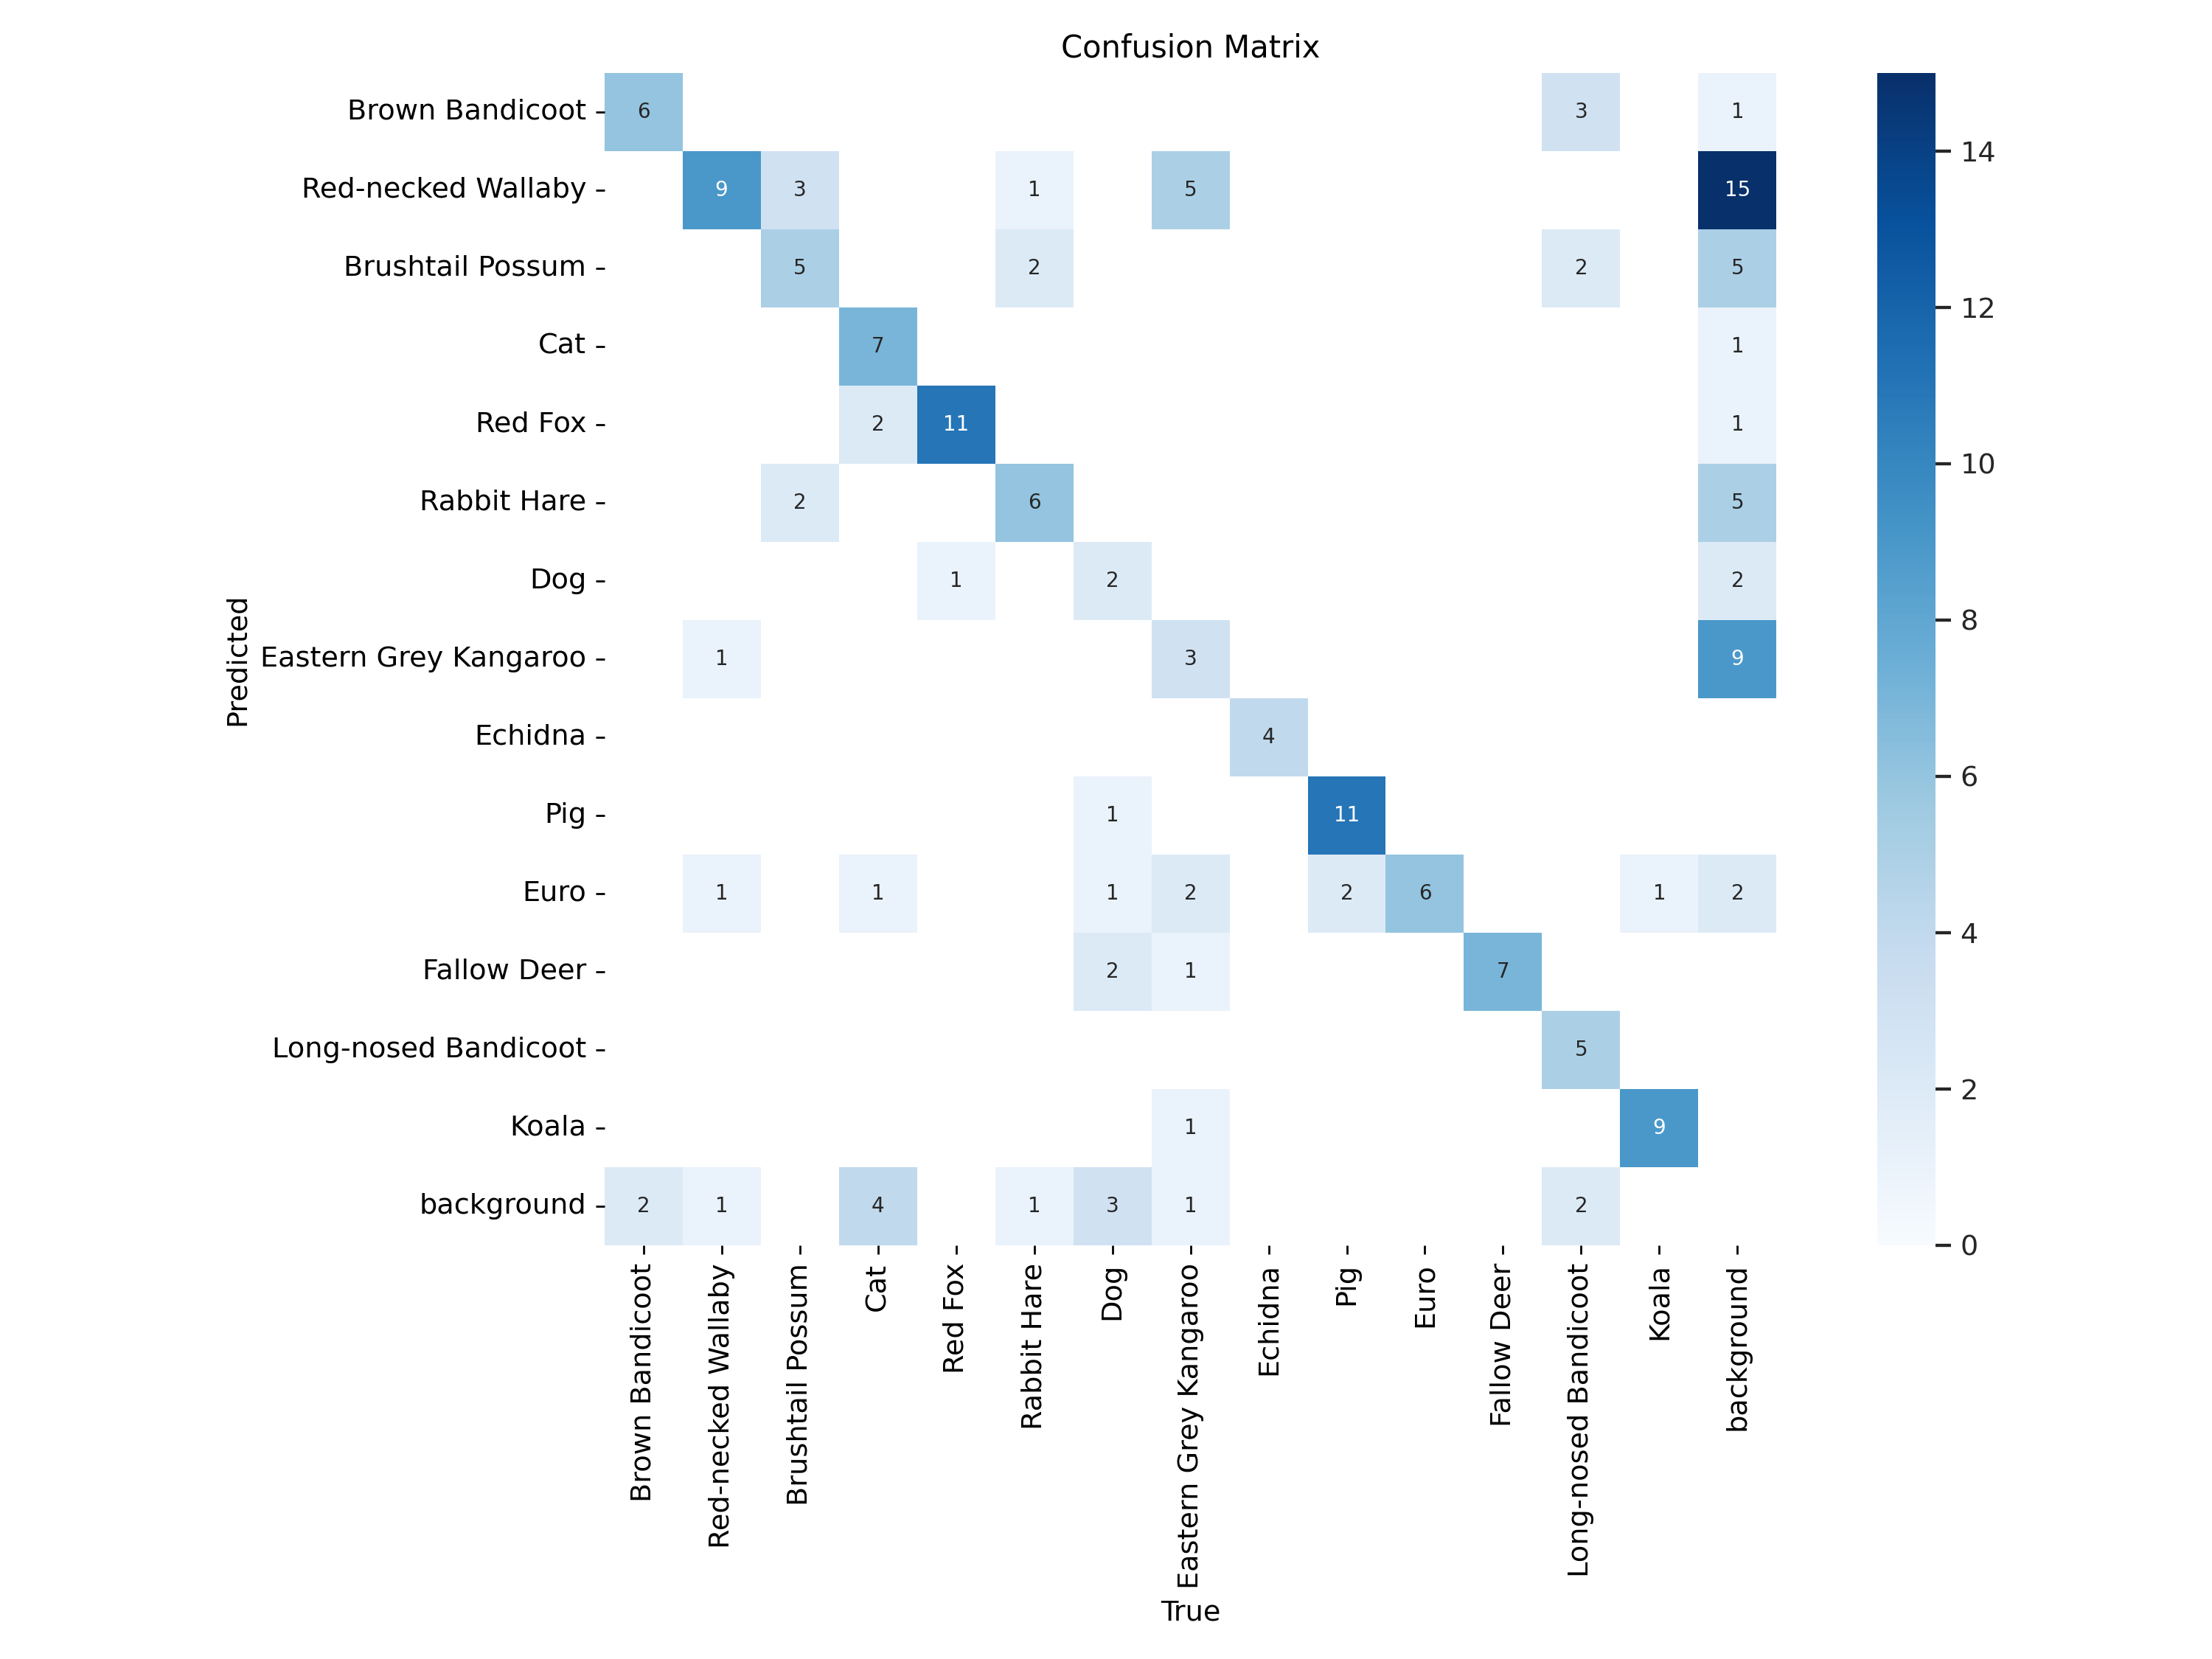 Confusion Matrix
Brown Bandicoot 6 3 1
Red-necked Wallaby 9 3 1 5 15
Brushtail Possum 5 2 2 5
Cat 7 1
Red Fox 2 11 1
Rabbit Hare 2 6 5
Dog 1 2 2
Eastern Grey Kangaroo 1 3 9
Echidna 4
Pig 1 11
Euro 1 1 1 2 2 6 1 2
Fallow Deer 2 1 7
Long-nosed Bandicoot 5
Koala 1 9
background 2 1 4 1 3 1 2
Predicted
Brown Bandicoot
Red-necked Wallaby
Brushtail Possum
Cat
Red Fox
Rabbit Hare
Dog
Eastern Grey Kangaroo
Echidna
Pig
Euro
Fallow Deer
Long-nosed Bandicoot
Koala
background
True
14
12
10
8
6
4
2
0